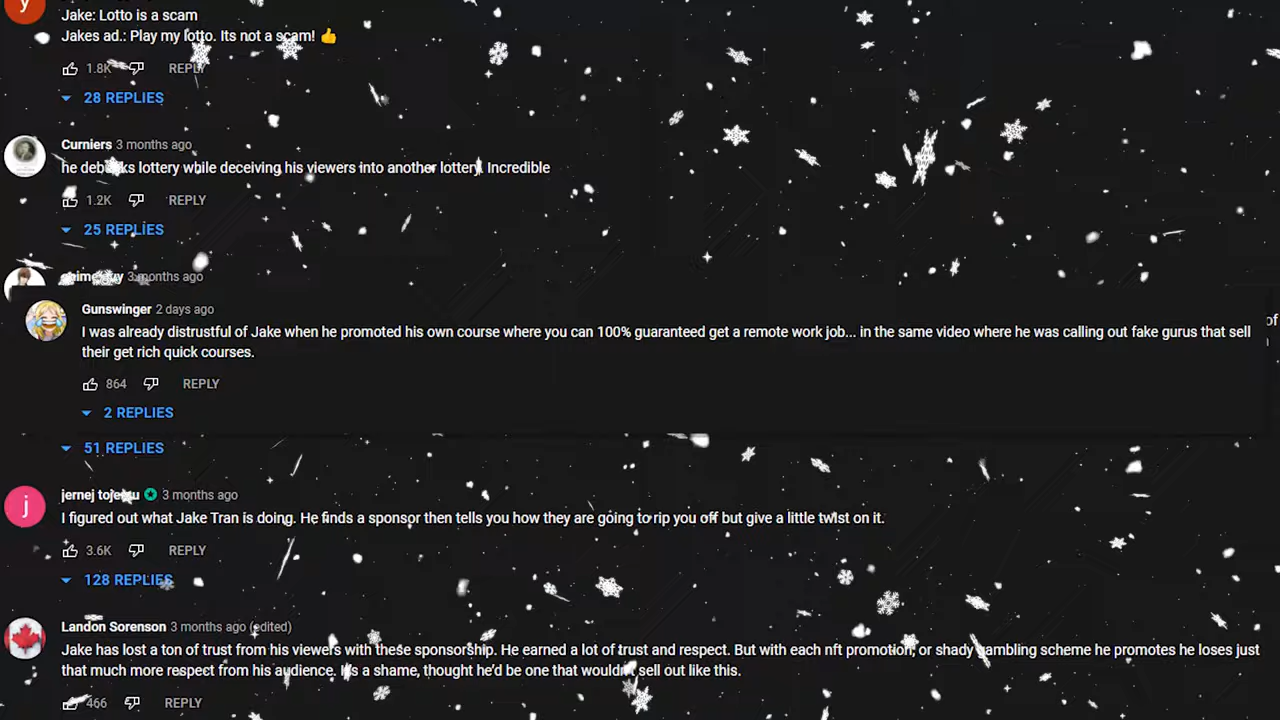 y
Jake: Lotto is a scam
Jakes ad.: Play my lotto. Its not a scam! 👍
1.8K REPLY
28 REPLIES
Curniers 3 months ago
he debunks lottery while deceiving his viewers into another lottery. Incredible
1.2K REPLY
25 REPLIES
3 months ago
Gunswinger 2 days ago
of
I was already distrustful of Jake when he promoted his own course where you can 100% guaranteed get a remote work job... in the same video where he was calling out fake gurus that sell
their get rich quick courses.
864 REPLY
2 REPLIES
51 REPLIES
j
jernej 3 months ago
I figured out what Jake Tran is doing. He finds a sponsor then tells you how they are going to rip you off but give a little twist on it.
3.6K REPLY
128 REPLIES
Landon Sorenson 3 months ago (edited)
Jake has lost a ton of trust from his viewers with these sponsorship. He earned a lot of trust and respect. But with each nft promotion, or shady gambling scheme he promotes he loses just
that much more respect from his audience. It's a shame, thought he'd be one that wouldn't sell out like this.
466 REPLY